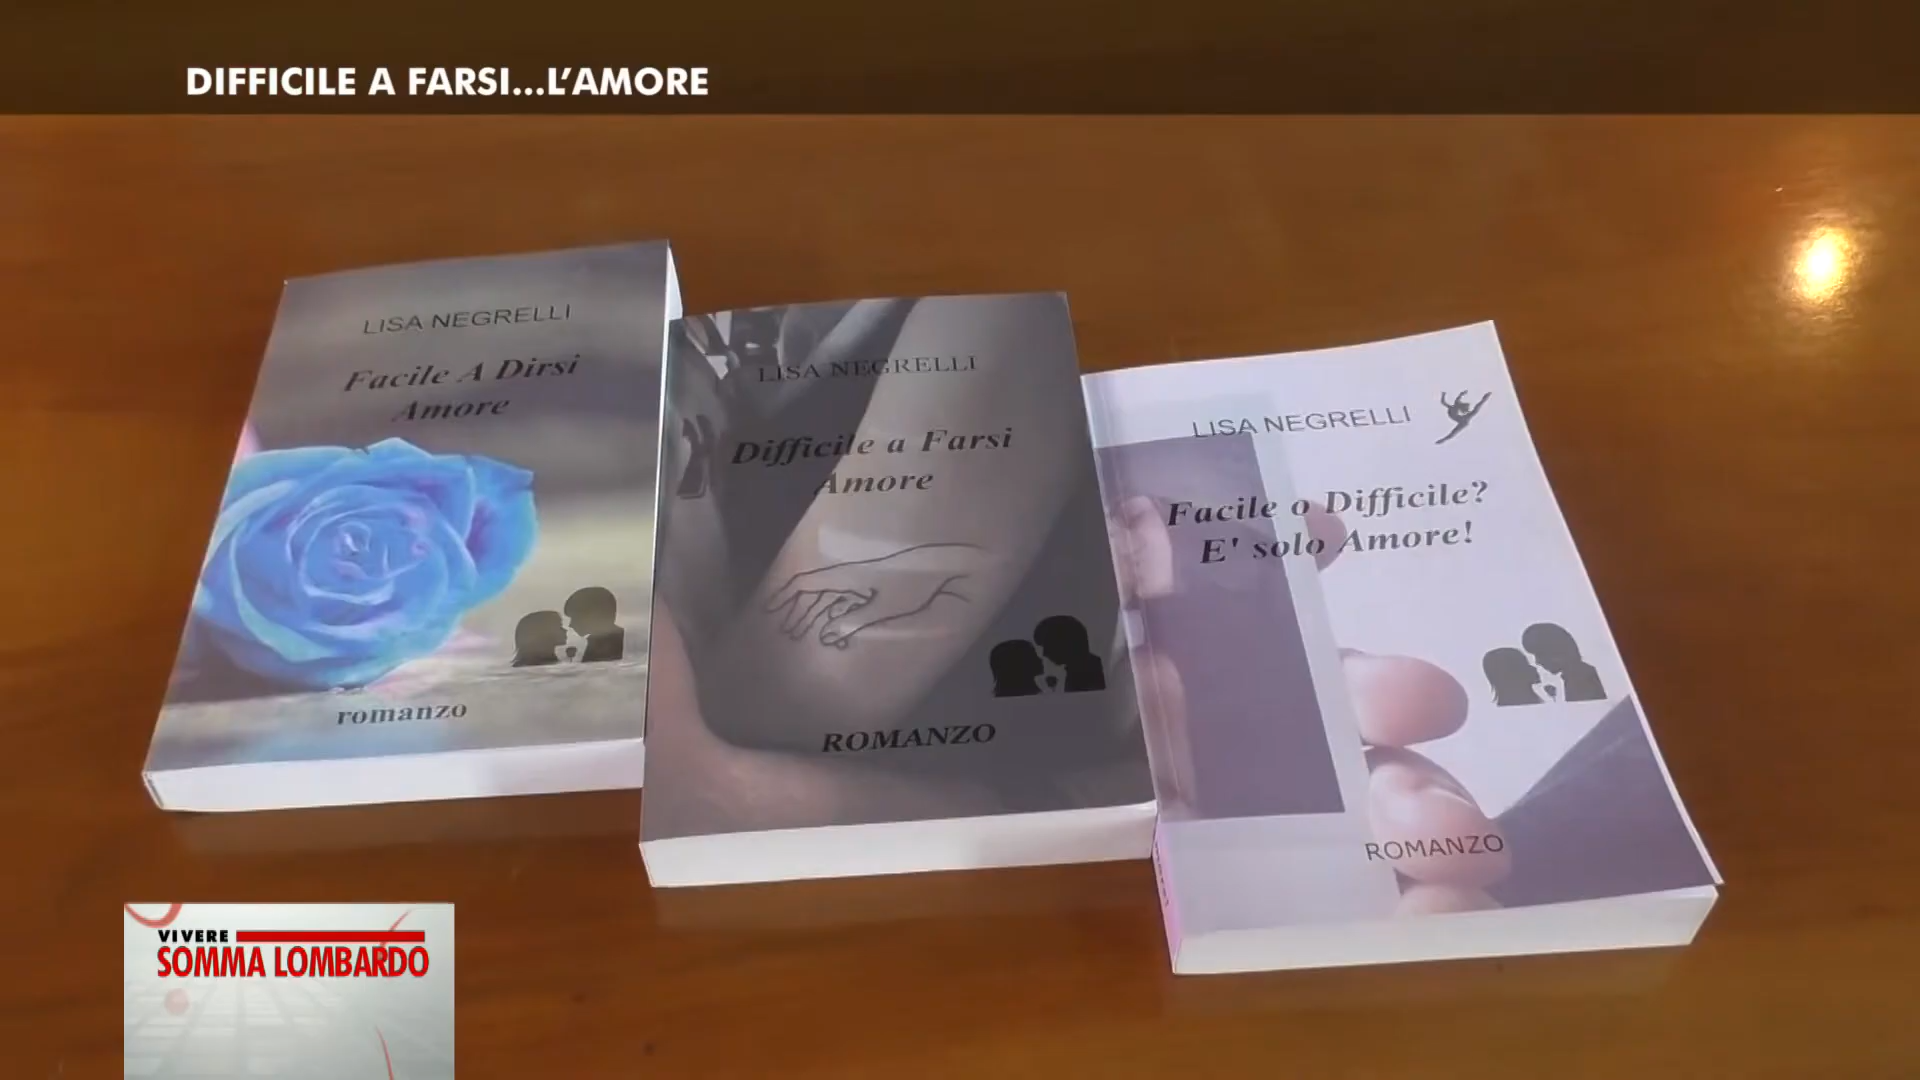 DIFFICILE A FARSI...L'AMORE
LISA NEGRELLI
Facile A Dirsi
Amore
romanzo
LISA NEGRELLI
Difficile a Farsi
Amore
ROMANZO
LISA NEGRELLI
Facile o Difficile?
E' solo Amore!
ROMANZO
VIVERE
SOMMA LOMBARDO